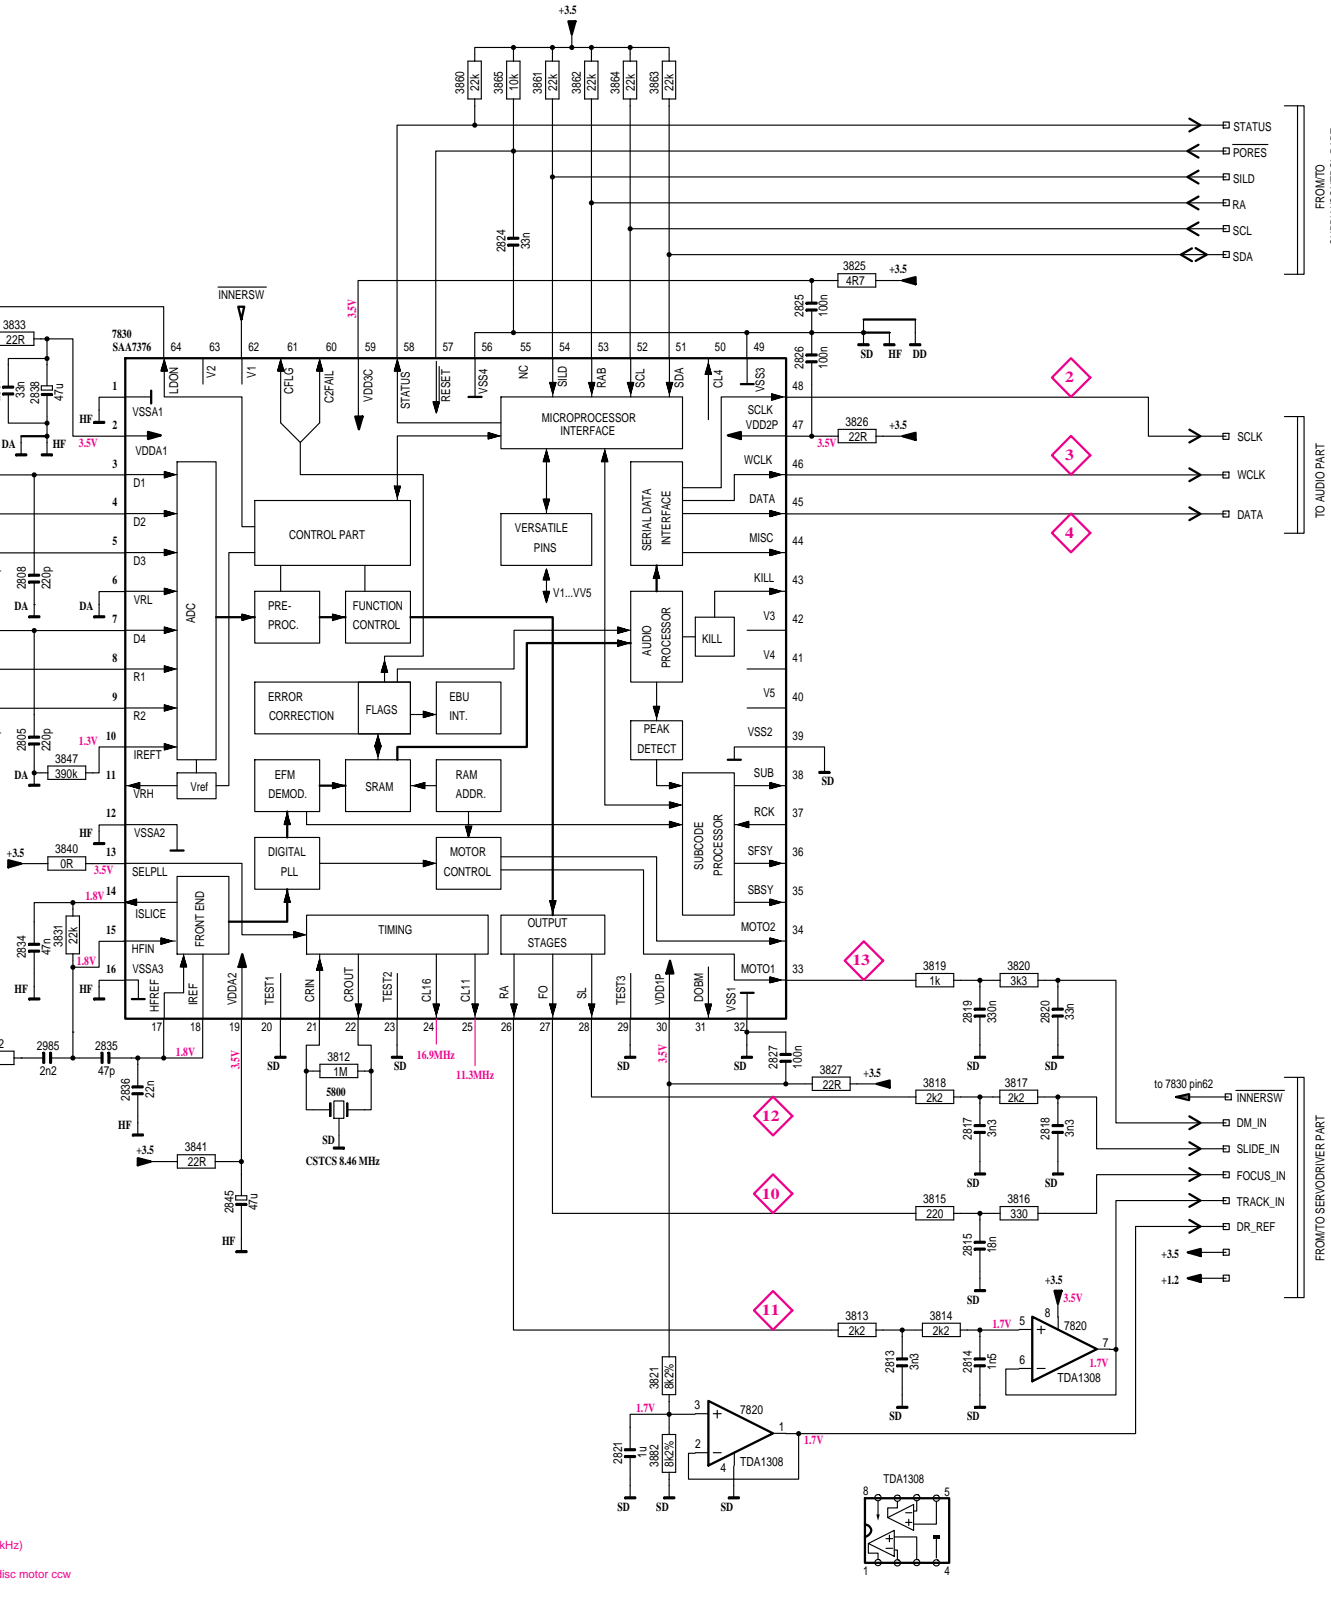 +3.5
3860 22k
3865 10k
3861 22k
3862 22k
3864 22k
3863 22k
STATUS
PORES
SILD
RA
SCL
SDA
FROM/TO
2824 33n
3825
4R7
+3.5
2825 100n
INNERSW
3.5V
3833
22R
7830
SAA7376
64 63 62 61 60 59 58 57 56 55 54 53 52 51 50 49
2826 100n
SD HF DD
LDON V2 V1 CFLG C2FAIL VDD3C STATUS RESET VSS4 NC SILD RAB SCL SDA CL4 VSS3
33n
2838 47u
DA HF
3.5V
HF
1 VSSA1
2 VDDA1
3 D1
4 D2
5 D3
6 VRL
7 D4
8 R1
9 R2
10 IREFT
11 VRH
12 VSSA2
13 SELPLL
14 ISLICE
15 HFIN
16 VSSA3
48 SCLK
47 VDD2P
46 WCLK
45 DATA
44 MISC
43 KILL
42 V3
41 V4
40 V5
39 VSS2
38 SUB
37 RCK
36 SFSY
35 SBSY
34 MOTO2
33 MOTO1
MICROPROCESSOR
INTERFACE
3.5V
3826
22R
+3.5
2
3
4
SCLK
WCLK
DATA
TO AUDIO PART
ADC
CONTROL PART
VERSATILE
PINS
V1...VV5
SERIAL DATA
INTERFACE
2808 220p
DA
DA
PRE-
PROC.
FUNCTION
CONTROL
AUDIO
PROCESSOR
KILL
ERROR
CORRECTION
FLAGS
EBU
INT.
PEAK
DETECT
2805 220p
1.3V
3847
390k
DA
Vref
EFM
DEMOD.
SRAM
RAM
ADDR.
SUBCODE
PROCESSOR
SD
HF
+3.5
3840
0R
3.5V
DIGITAL
PLL
MOTOR
CONTROL
1.8V
2834 47n
3831 22k
1.8V
HF
HF
FRONT END
TIMING
OUTPUT
STAGES
HFREF IREF VDDA2 TEST1 CRIN CROUT TEST2 CL16 CL11 RA FO SL TEST3 VDD1P DOBM VSS1
17 18 19 20 21 22 23 24 25 26 27 28 29 30 31 32
13
3819
1k
3820
3k3
2819 330n
2820 33n
SD SD
2
2985
2n2
2835
47p
1.8V
2836 22n
HF
3.5V
SD
3812
1M
5800
SD
CSTCS 8.46 MHz
SD
16.9MHz
11.3MHz
SD
3.5V
SD
2827 100n
3827
22R
+3.5
12
3818
2k2
3817
2k2
2817 3n3
2818 3n3
SD SD
to 7830 pin62
INNERSW
DM_IN
SLIDE_IN
FOCUS_IN
TRACK_IN
DR_REF
+3.5
+1.2
FROM/TO SERVODRIVER PART
+3.5
3841
22R
2845 47u
HF
10
3815
220
3816
330
2815 18n
SD
11
3813
2k2
3814
2k2
1.7V
2813 3n3
2814 1n5
SD SD
+3.5
3.5V
8
5
6
7820
7
1.7V
TDA1308
3821 8k2%
1.7V
2821 1u
3882 8k2%
SD SD
3
2
7820
1
4
TDA1308
SD
1.7V
TDA1308
8 5
1 4
kHz)
disc motor ccw